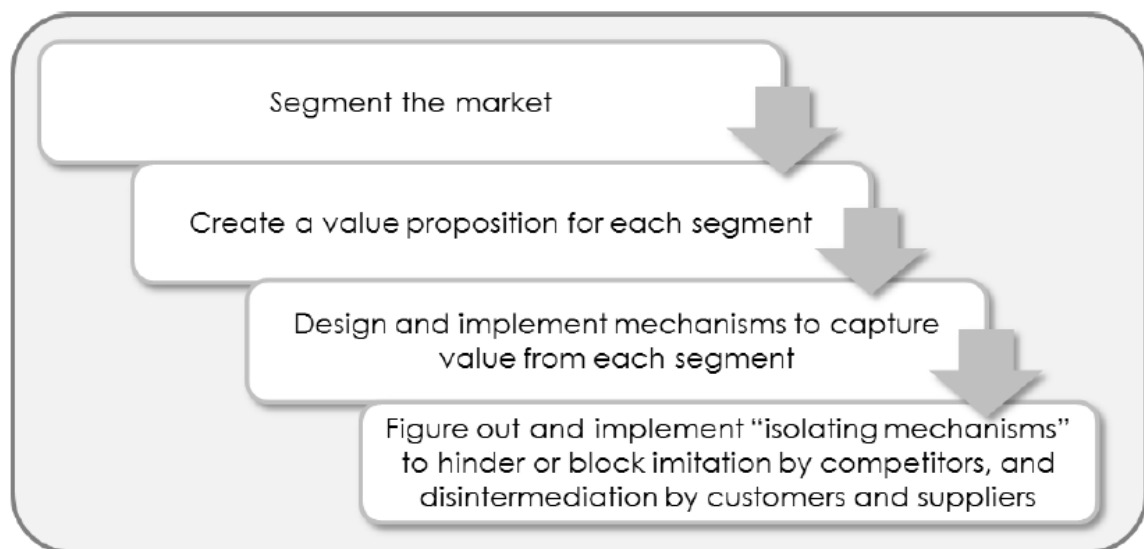 Segment the market
Create a value proposition for each segment
Design and implement mechanisms to capture
value from each segment
Figure out and implement “isolating mechanisms”
to hinder or block imitation by competitors, and
disintermediation by customers and suppliers